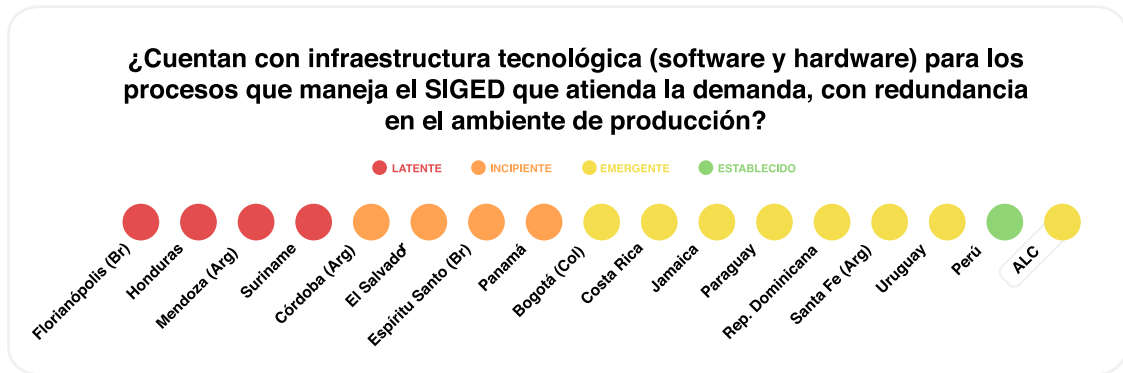 ¿Cuentan con infraestructura tecnológica (software y hardware) para los
procesos que maneja el SIGED que atienda la demanda, con redundancia
en el ambiente de producción?
LATENTE
INCIPIENTE
EMERGENTE
ESTABLECIDO
Florianópolis (Br)
Honduras
Mendoza (Arg)
Suriname
Córdoba (Arg)
El Salvador
Espíritu Santo (Br)
Panamá
Bogotá (Col)
Costa Rica
Jamaica
Paraguay
Rep. Dominicana
Santa Fe (Arg)
Uruguay
Perú
ALC